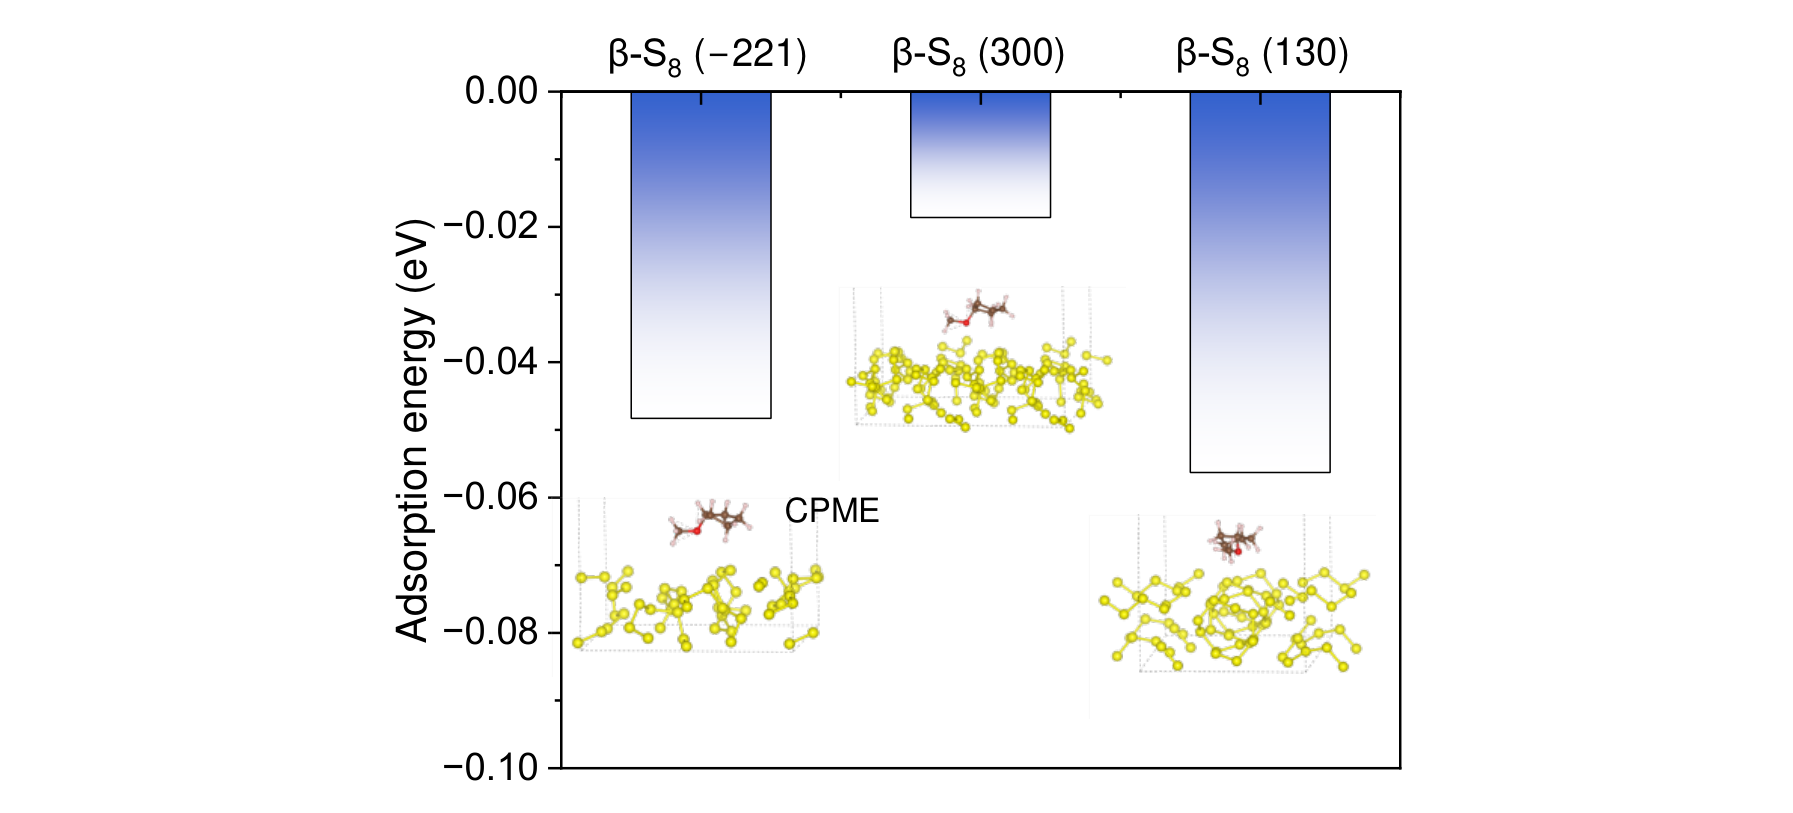 β-S₈ (−221) β-S₈ (300) β-S₈ (130)
0.00
−0.02
−0.04
−0.06
−0.08
−0.10
Adsorption energy (eV)
CPME